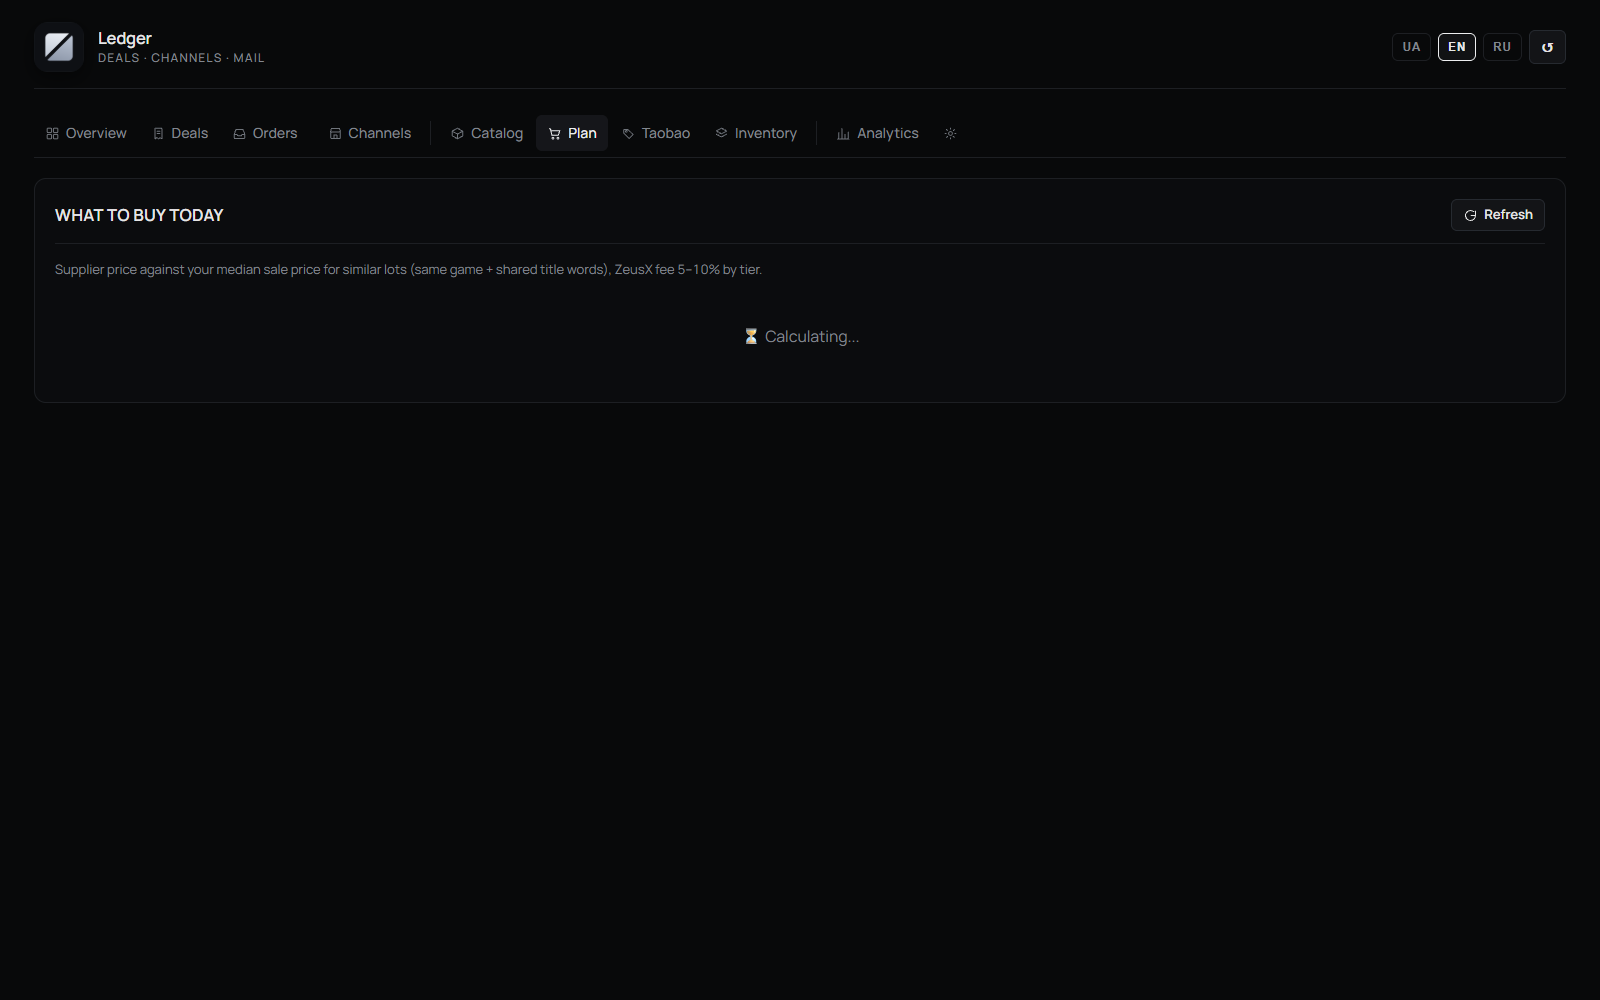 Ledger
DEALS · CHANNELS · MAIL
UA EN RU ↺
Overview Deals Orders Channels Catalog Plan Taobao Inventory Analytics
WHAT TO BUY TODAY
Refresh
Supplier price against your median sale price for similar lots (same game + shared title words), ZeusX fee 5–10% by tier.
⏳ Calculating...